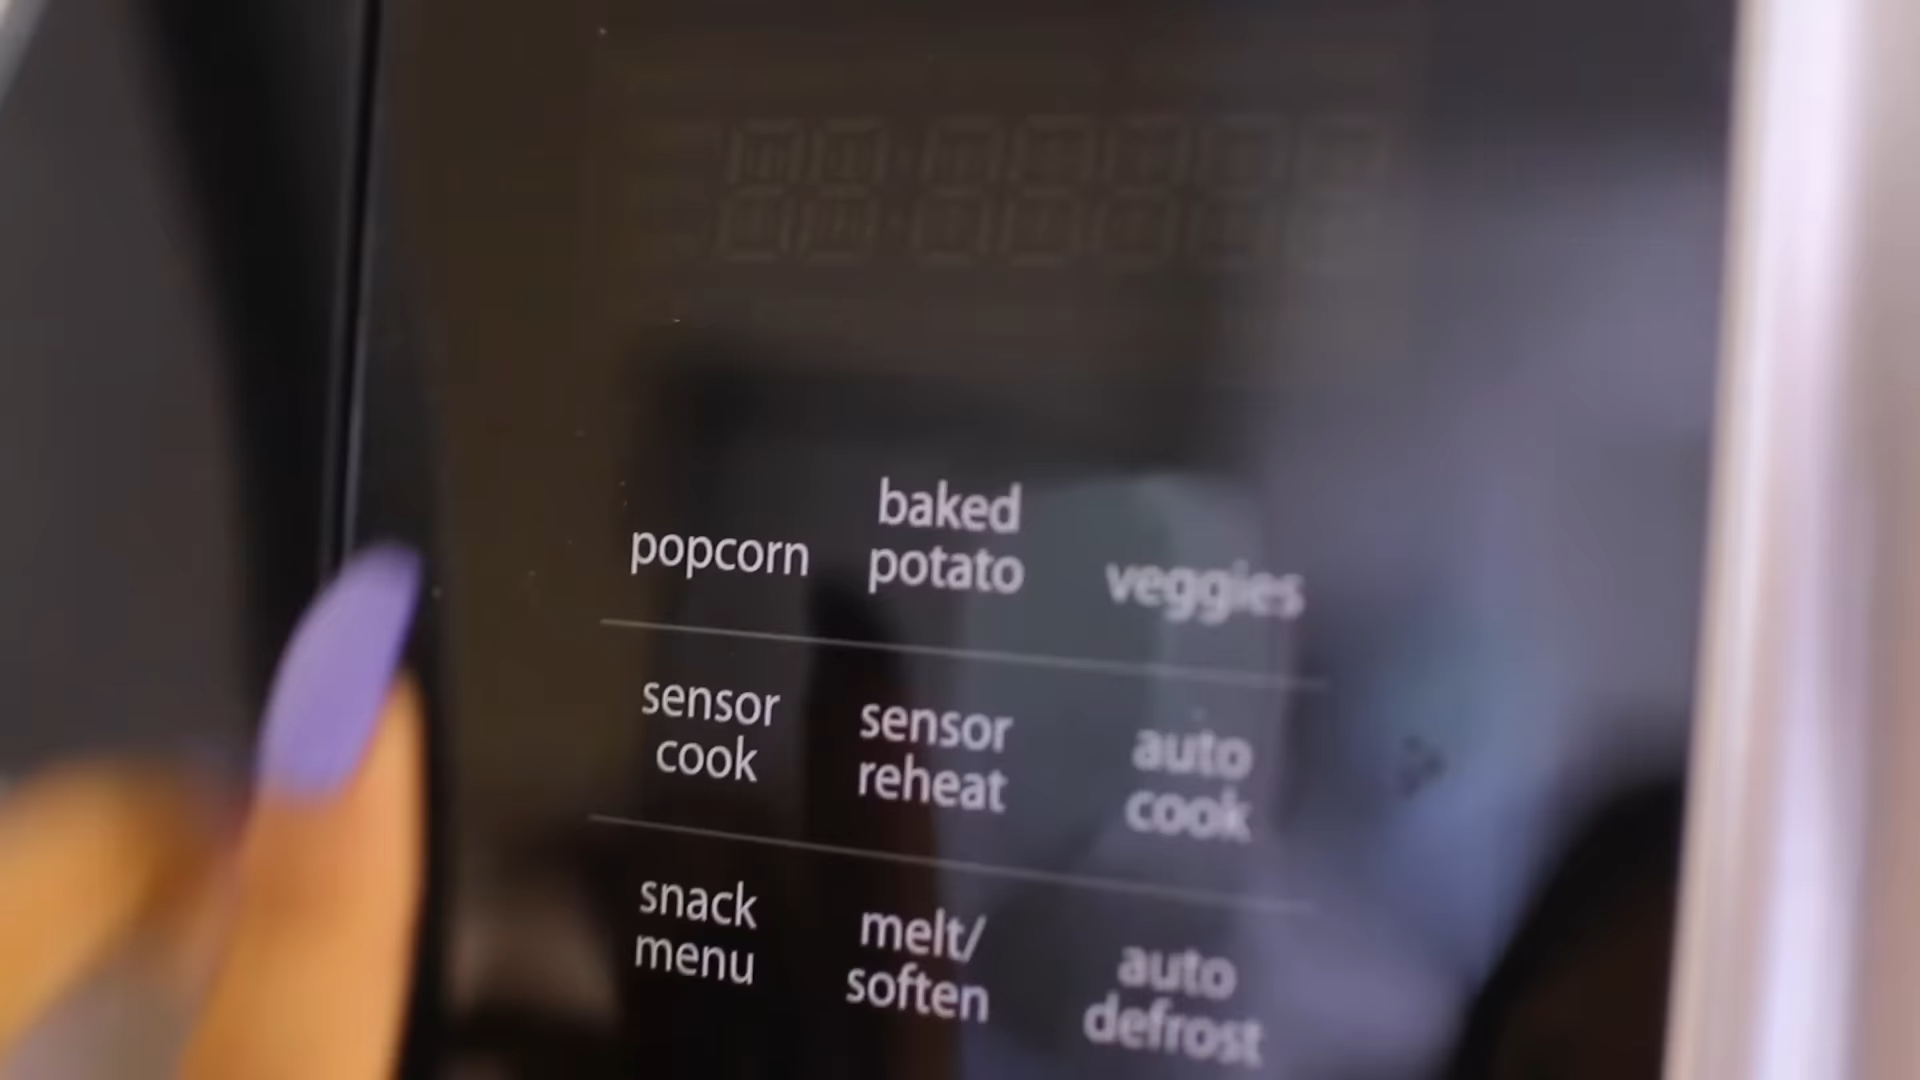 popcorn
baked
potato
veggies
sensor
cook
sensor
reheat
auto
cook
snack
menu
melt/
soften
auto
defrost